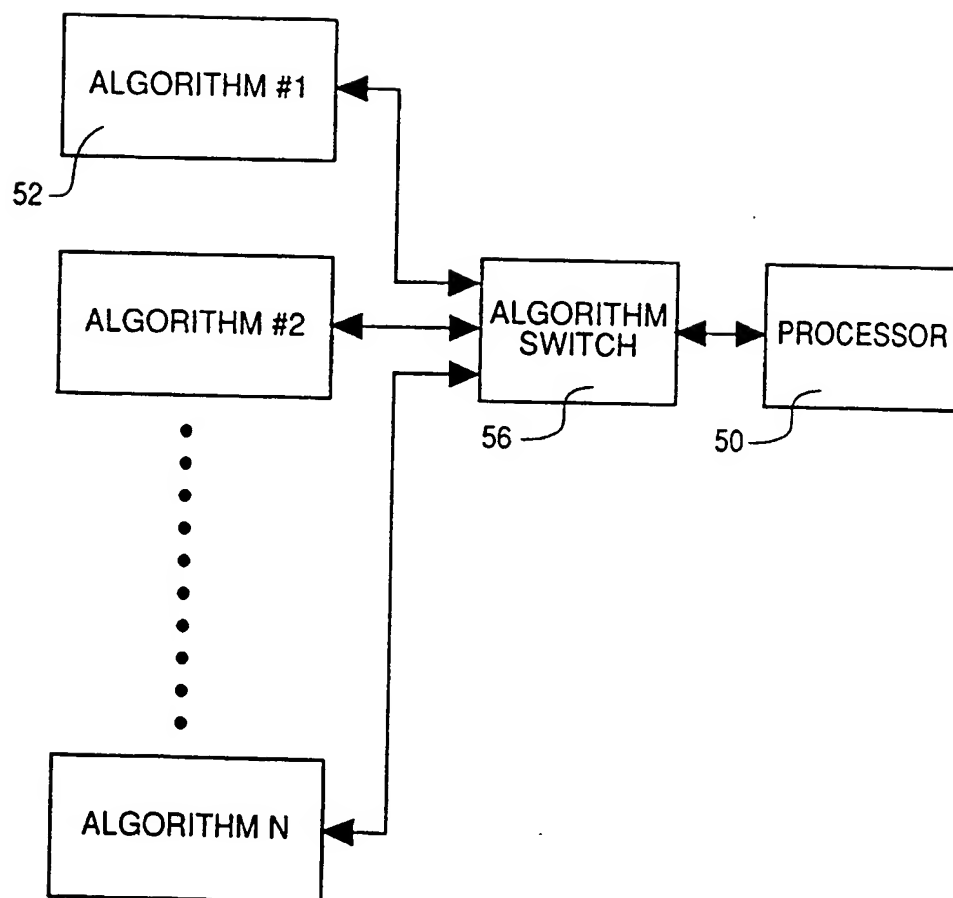 ALGORITHM #1
52
ALGORITHM #2
ALGORITHM
SWITCH
56
PROCESSOR
50
ALGORITHM N